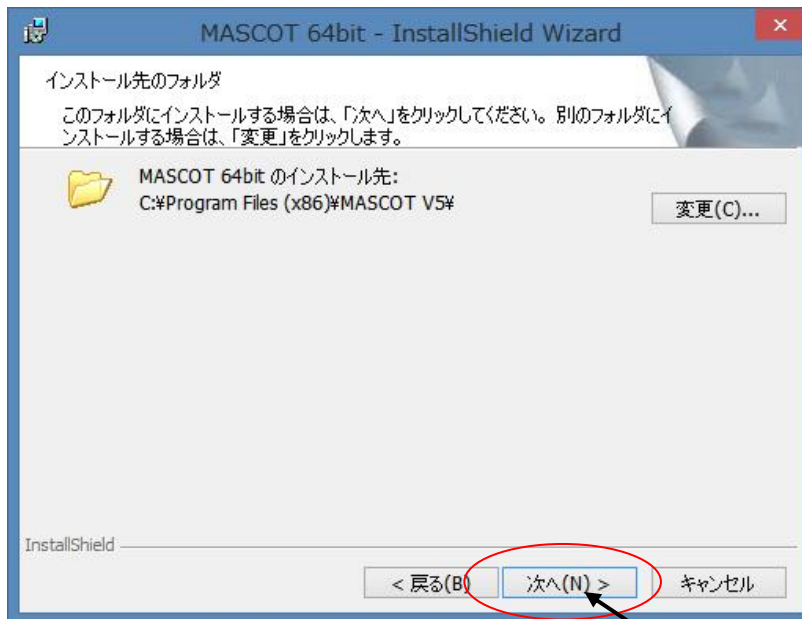 MASCOT 64bit - InstallShield Wizard
インストール先のフォルダ
このフォルダにインストールする場合は、「次へ」をクリックしてください。別のフォルダにイ
ンストールする場合は、「変更」をクリックします。
MASCOT 64bit のインストール先:
C:¥Program Files (x86)¥MASCOT V5¥
変更(C)...
InstallShield
< 戻る(B)
次へ(N) >
キャンセル